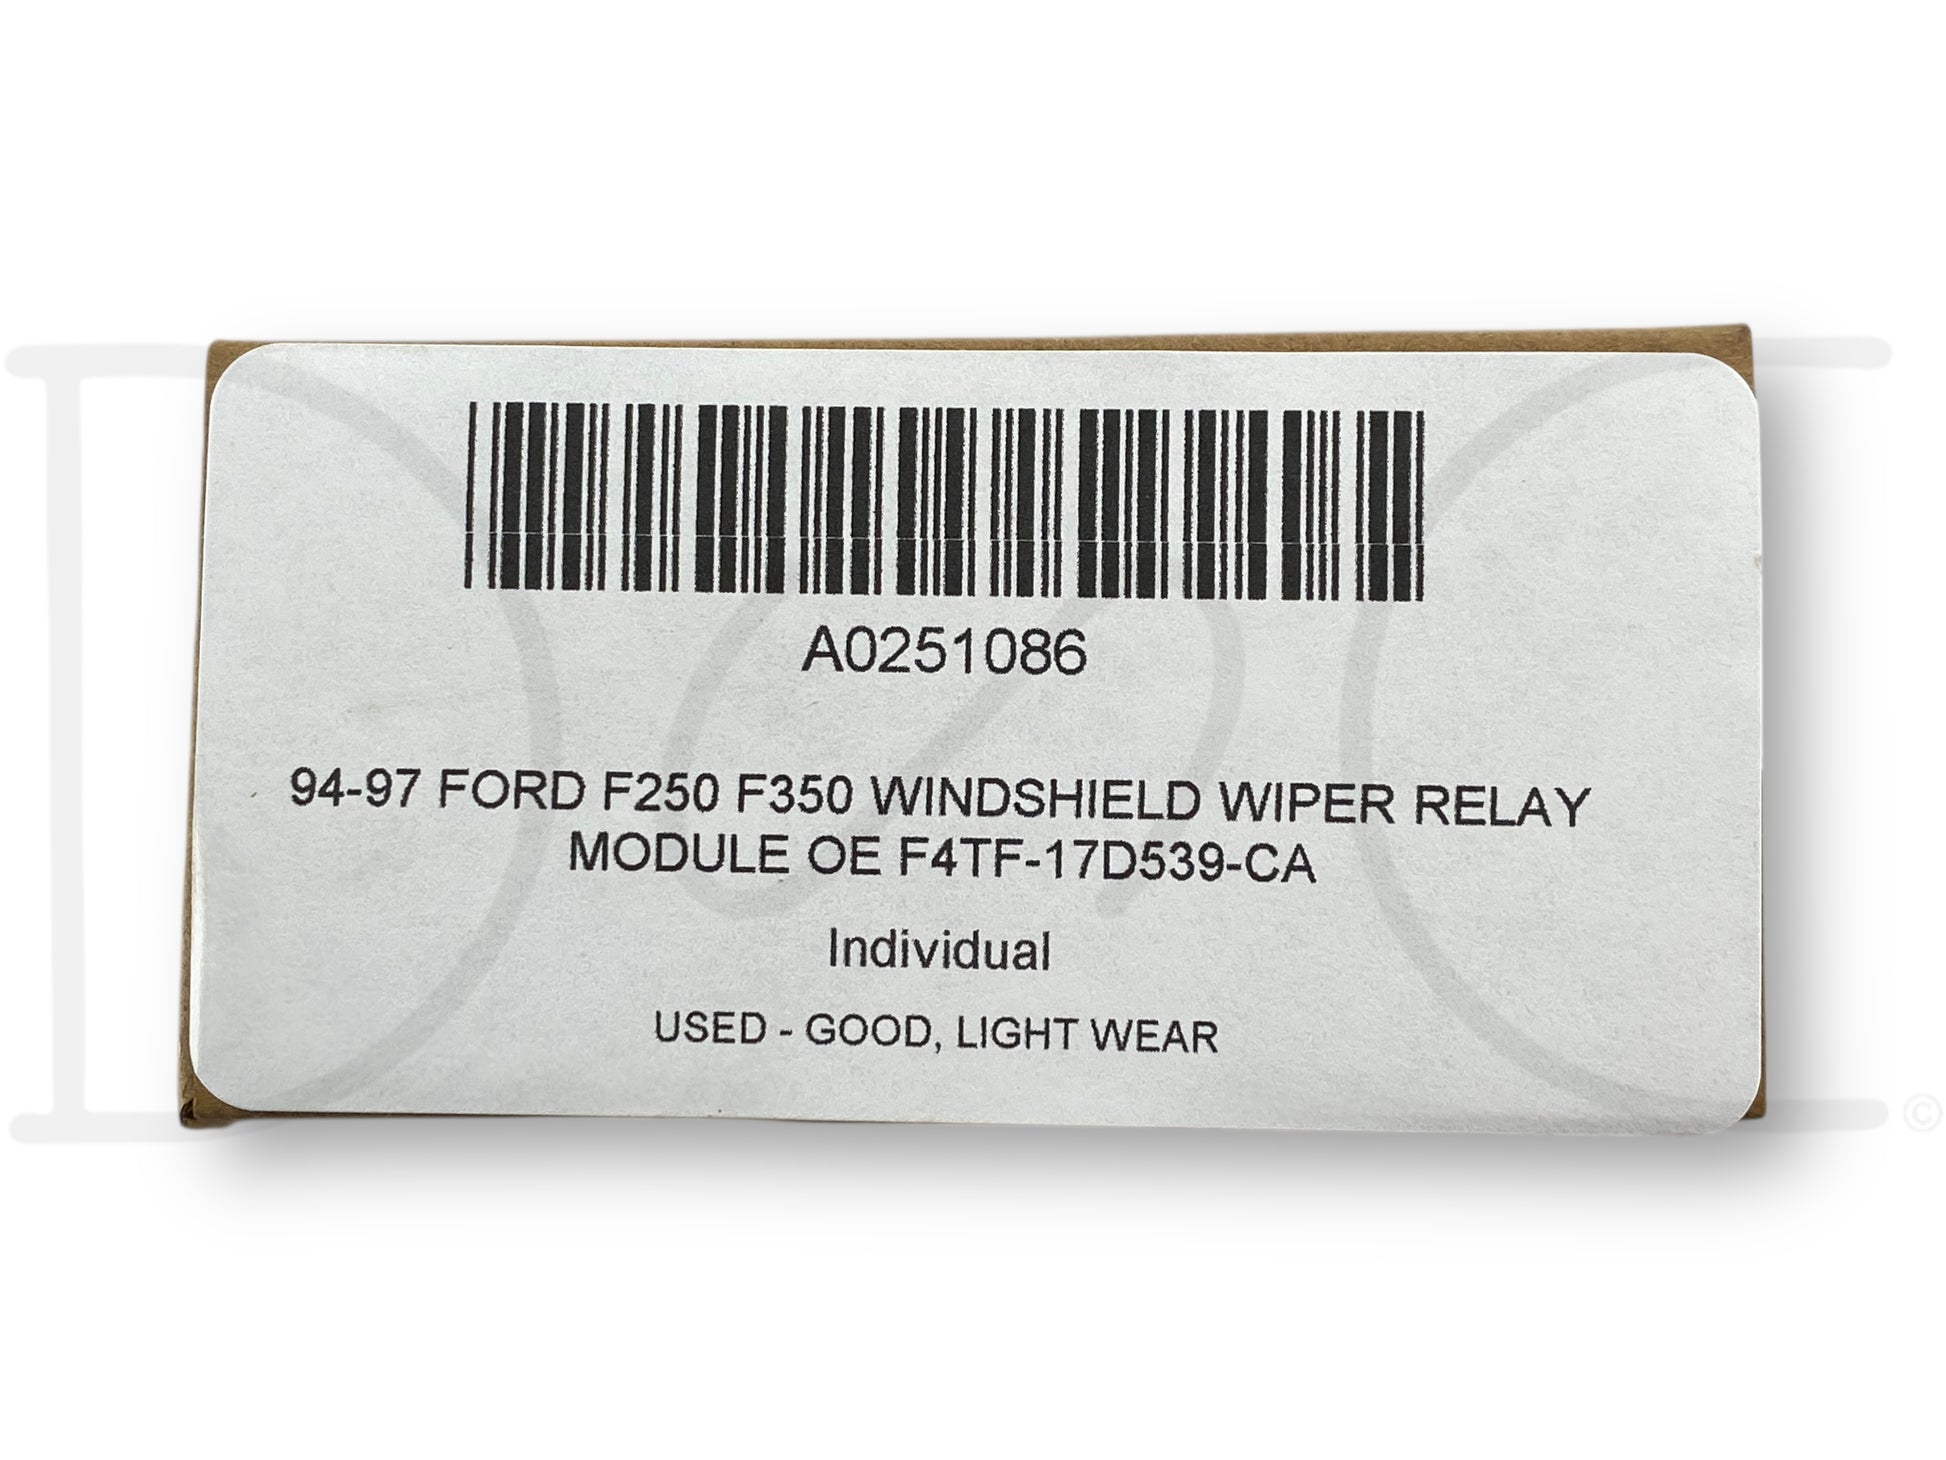 A0251086
94-97 FORD F250 F350 WINDSHIELD WIPER RELAY
MODULE OE F4TF-17D539-CA
Individual
USED - GOOD, LIGHT WEAR
©